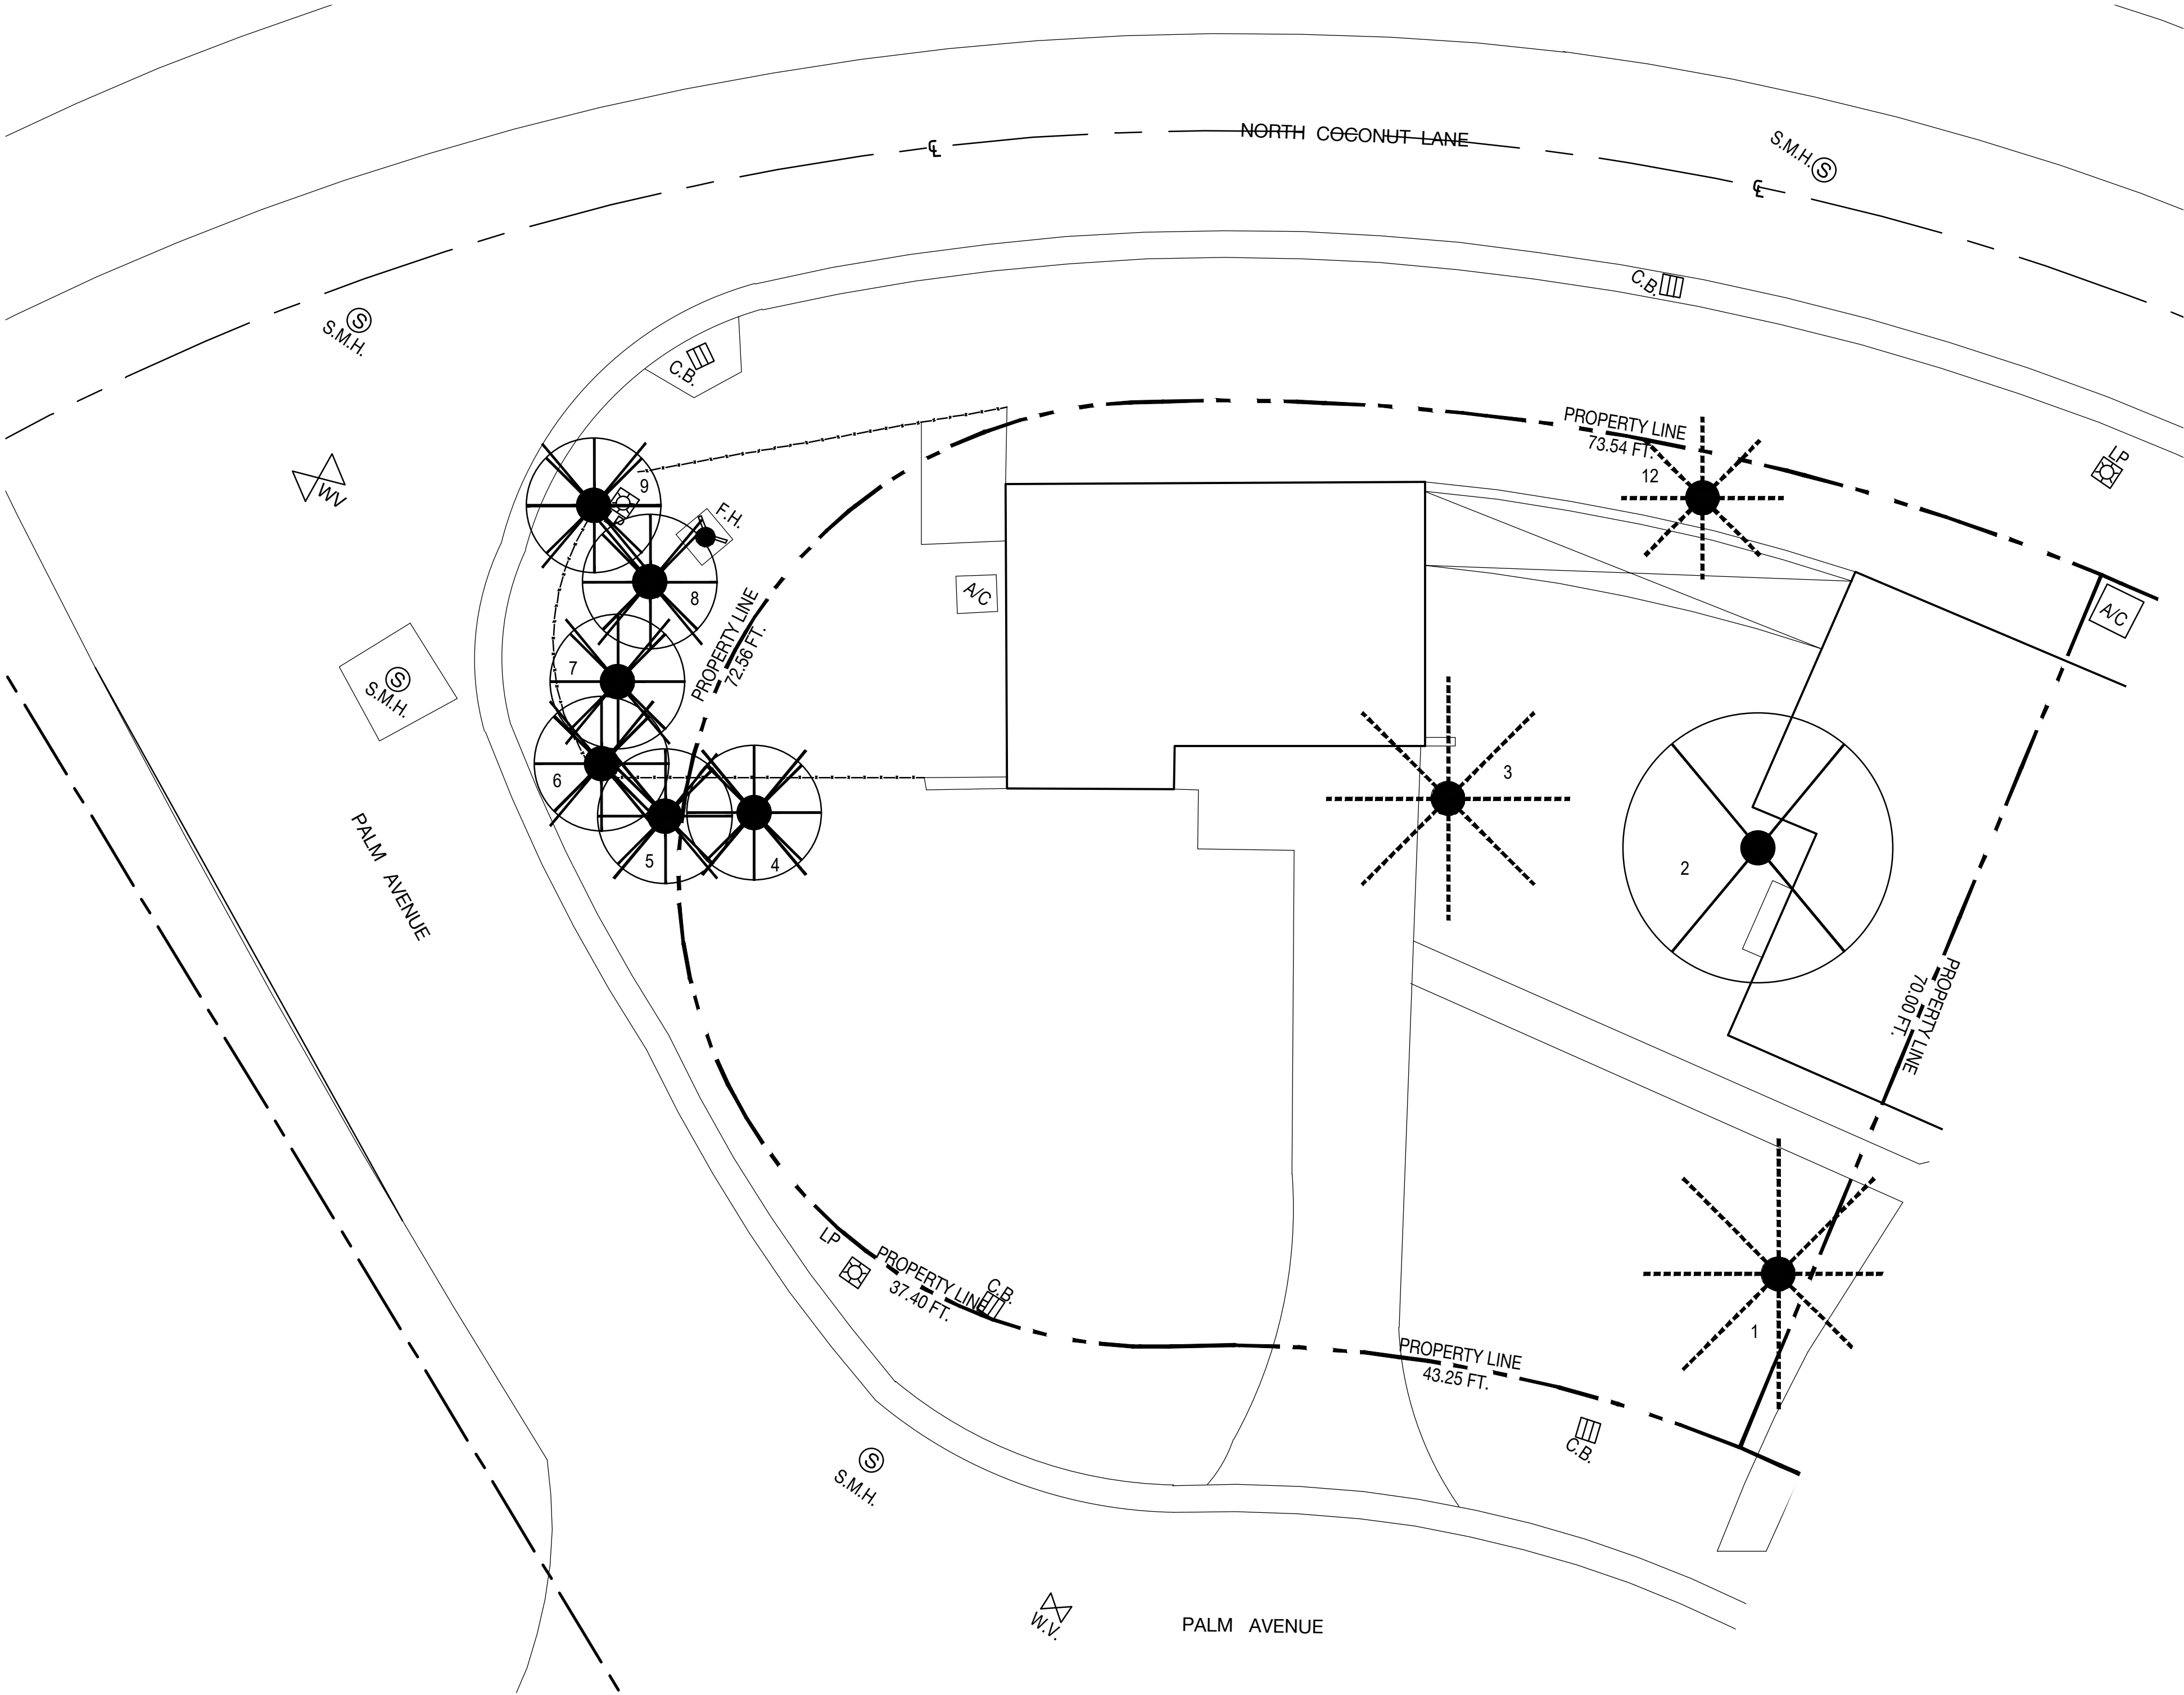 NORTH COCONUT LANE
S.M.H. S
℄
℄
C.B.
S
S.M.H.
C.B.
PROPERTY LINE
73.54 FT.
12
LP
WV
9
F.H.
8
A/C
A/C
PROPERTY LINE
72.56 FT.
7
S
S.M.H.
6
5
4
3
2
PALM AVENUE
PROPERTY LINE
70.00 FT.
LP
PROPERTY LINE
37.40 FT.
C.B.
1
PROPERTY LINE
43.25 FT.
C.B.
S
S.M.H.
W.V.
PALM AVENUE